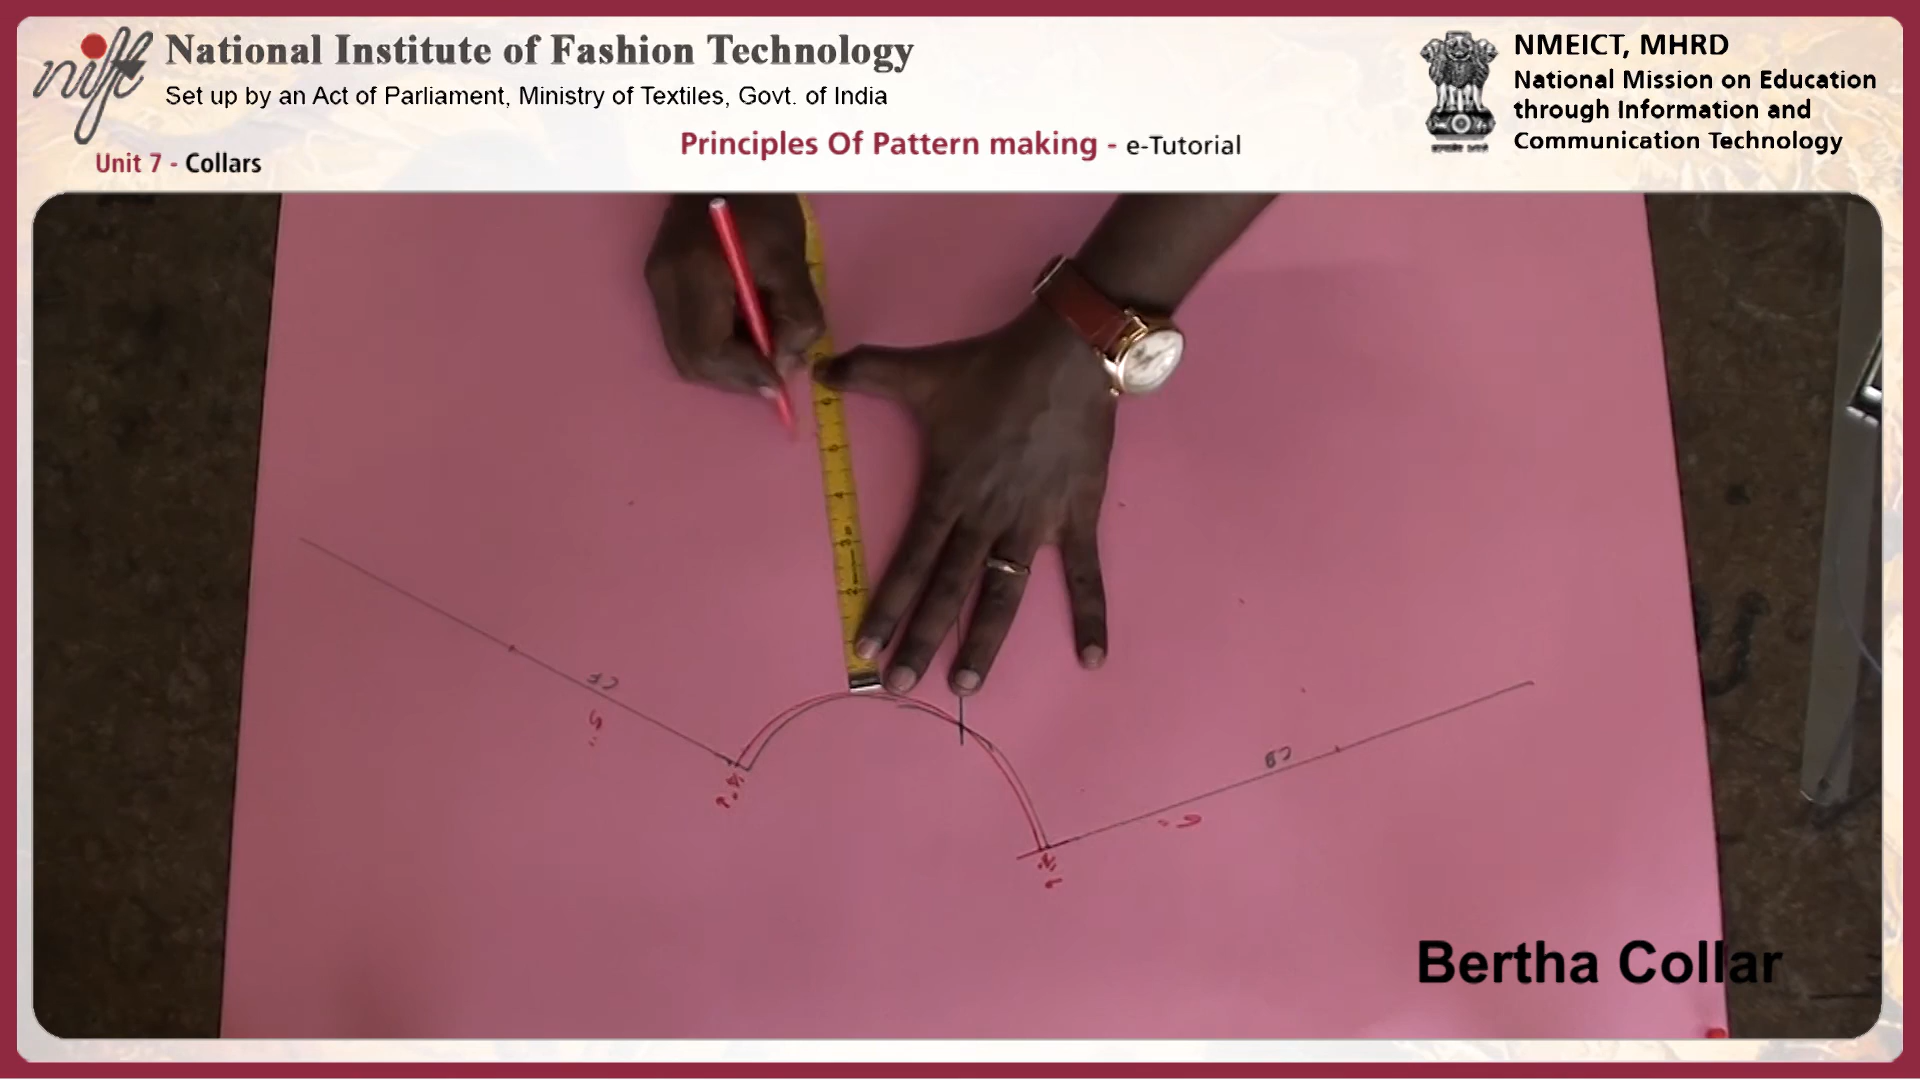 nift
National Institute of Fashion Technology
Set up by an Act of Parliament, Ministry of Textiles, Govt. of India
NMEICT, MHRD
National Mission on Education
through Information and
Communication Technology
Principles Of Pattern making - e-Tutorial
Unit 7 - Collars
CF
5"
CB
Bertha Collar